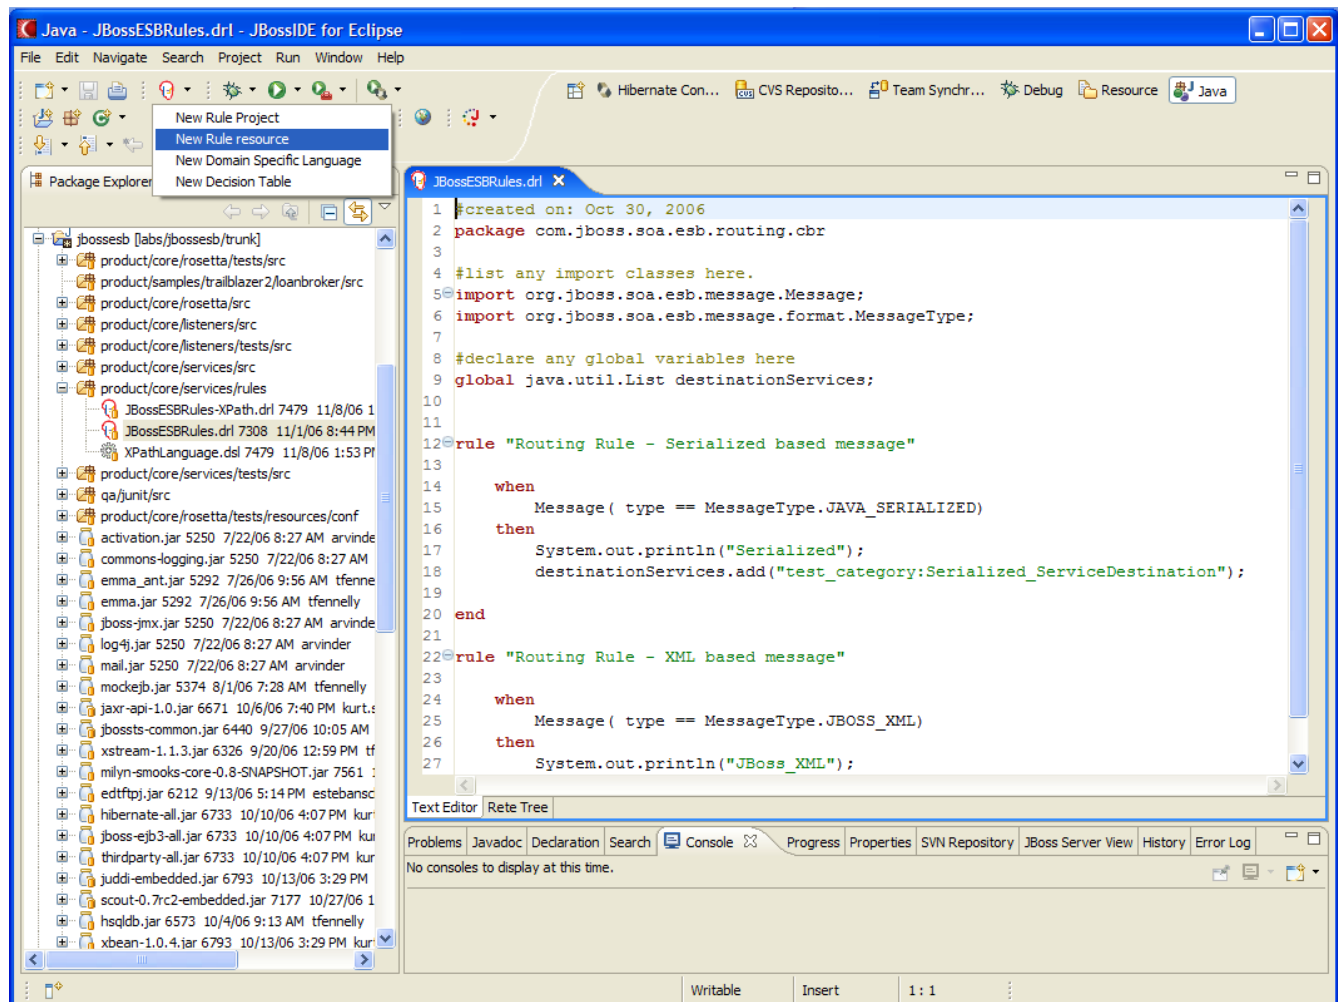 Java - JBossESBRules.drl - JBossIDE for Eclipse
File Edit Navigate Search Project Run Window Help
Hibernate Con... CVS Reposito... Team Synchr... Debug Resource Java
New Rule Project
New Rule resource
New Domain Specific Language
New Decision Table
Package Explorer
JBossESBRules.drl
jbossesb [labs/jbossesb/trunk]
product/core/rosetta/tests/src
product/samples/trailblazer2/loanbroker/src
product/core/rosetta/src
product/core/listeners/src
product/core/listeners/tests/src
product/core/services/src
product/core/services/rules
JBossESBRules-XPath.drl 7479 11/8/06 1
JBossESBRules.drl 7308 11/1/06 8:44 PM
XPathLanguage.dsl 7479 11/8/06 1:53 PM
product/core/services/tests/src
qa/junit/src
product/core/rosetta/tests/resources/conf
activation.jar 5250 7/22/06 8:27 AM arvinde
commons-logging.jar 5250 7/22/06 8:27 AM
emma_ant.jar 5292 7/26/06 9:56 AM tfenne
emma.jar 5292 7/26/06 9:56 AM tfennelly
jboss-jmx.jar 5250 7/22/06 8:27 AM arvinde
log4j.jar 5250 7/22/06 8:27 AM arvinder
mail.jar 5250 7/22/06 8:27 AM arvinder
mockejb.jar 5374 8/1/06 7:28 AM tfennelly
jaxr-api-1.0.jar 6671 10/6/06 7:40 PM kurt.s
jbossts-common.jar 6440 9/27/06 10:05 AM
xstream-1.1.3.jar 6326 9/20/06 12:59 PM tf
milyn-smooks-core-0.8-SNAPSHOT.jar 7561
edtftpj.jar 6212 9/13/06 5:14 PM estebansc
hibernate-all.jar 6733 10/10/06 4:07 PM kur
jboss-ejb3-all.jar 6733 10/10/06 4:07 PM kur
thirdparty-all.jar 6733 10/10/06 4:07 PM kur
juddi-embedded.jar 6793 10/13/06 3:29 PM
scout-0.7rc2-embedded.jar 7177 10/27/06 1
hsqldb.jar 6573 10/4/06 9:13 AM tfennelly
xbean-1.0.4.jar 6793 10/13/06 3:29 PM kur
1 #created on: Oct 30, 2006
2 package com.jboss.soa.esb.routing.cbr
3
4 #list any import classes here.
5 import org.jboss.soa.esb.message.Message;
6 import org.jboss.soa.esb.message.format.MessageType;
7
8 #declare any global variables here
9 global java.util.List destinationServices;
10
11
12 rule "Routing Rule - Serialized based message"
13
14 when
15 Message( type == MessageType.JAVA_SERIALIZED)
16 then
17 System.out.println("Serialized");
18 destinationServices.add("test_category:Serialized_ServiceDestination");
19
20 end
21
22 rule "Routing Rule - XML based message"
23
24 when
25 Message( type == MessageType.JBOSS_XML)
26 then
27 System.out.println("JBoss_XML");
Text Editor Rete Tree
Problems Javadoc Declaration Search Console Progress Properties SVN Repository JBoss Server View History Error Log
No consoles to display at this time.
Writable Insert 1 : 1